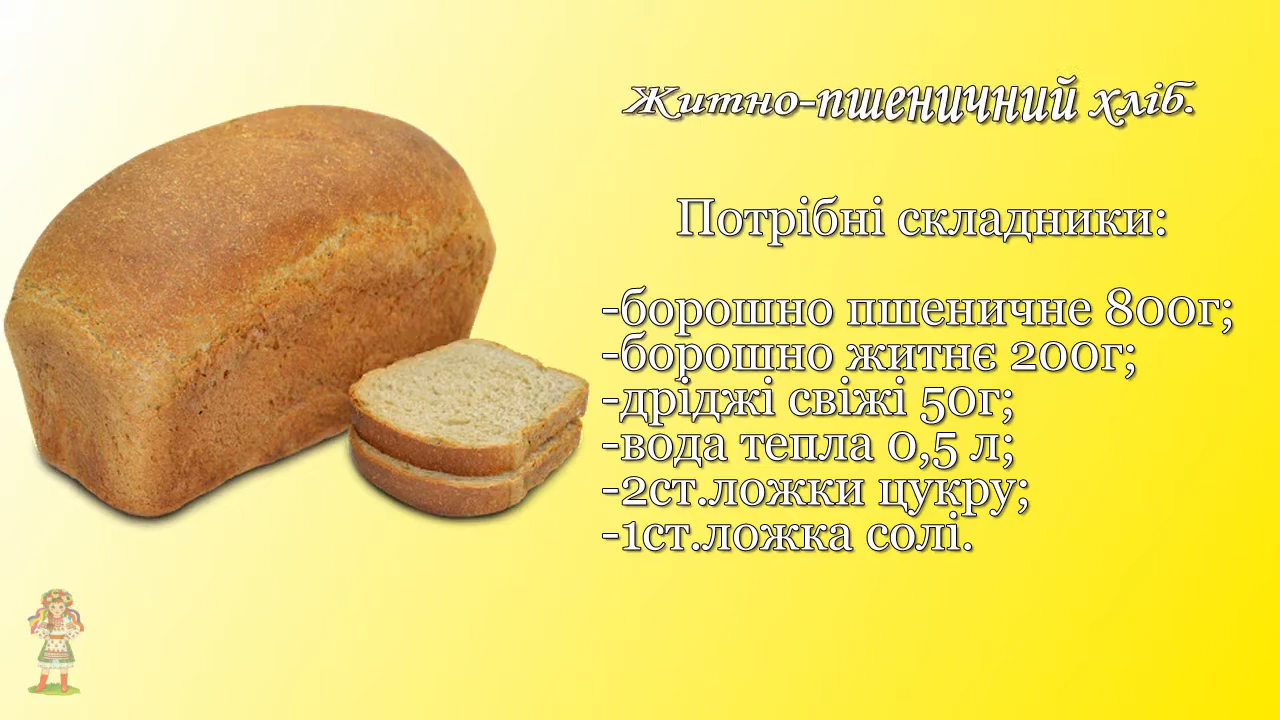 Житно-пшеничний хліб.
Потрібні складники:
-борошно пшеничне 800г;
-борошно житнє 200г;
-дріджі свіжі 50г;
-вода тепла 0,5 л;
-2ст.ложки цукру;
-1ст.ложка солі.